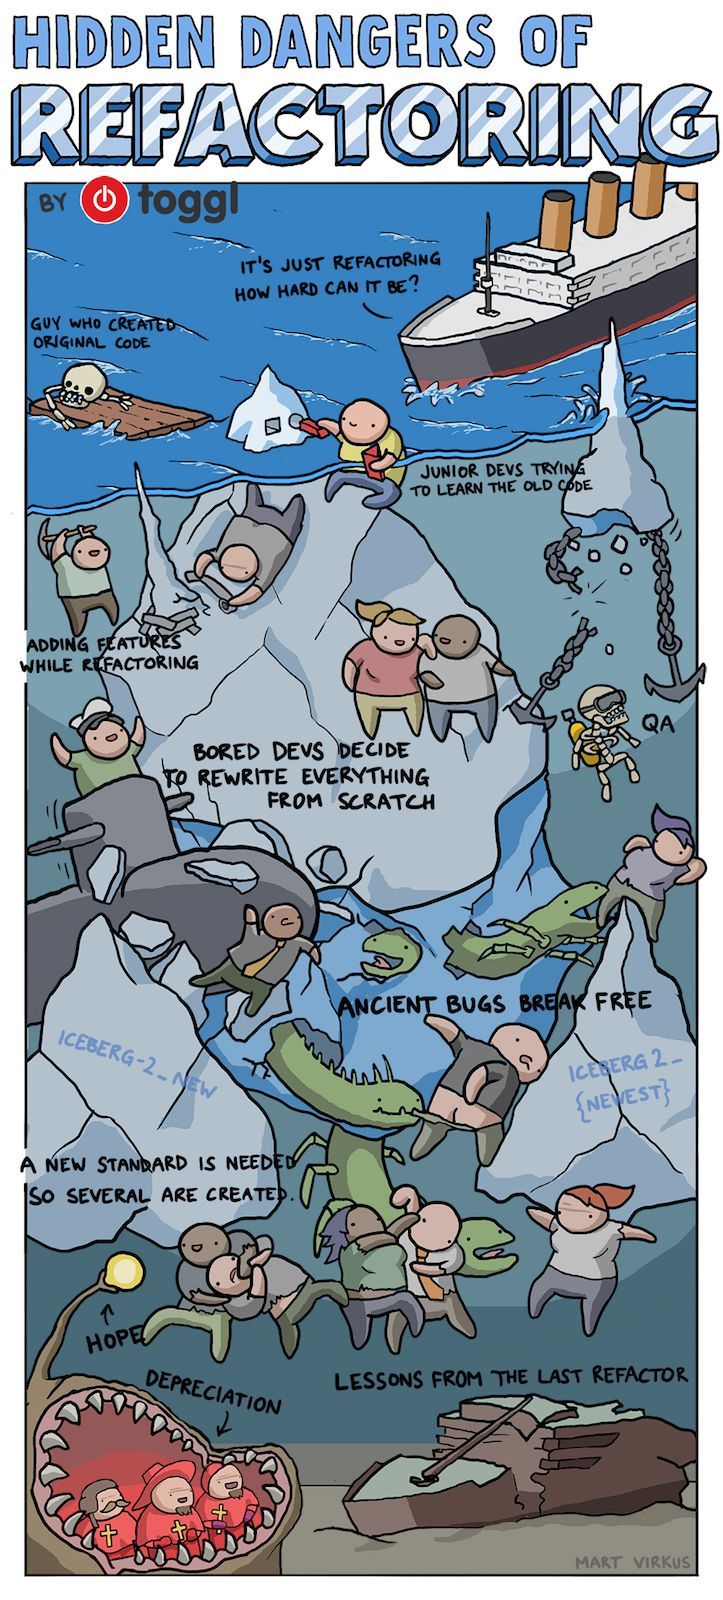 HIDDEN DANGERS OF
REFACTORING
BY toggl
IT'S JUST REFACTORING
HOW HARD CAN IT BE?
GUY WHO CREATED
ORIGINAL CODE
JUNIOR DEVS TRYING
TO LEARN THE OLD CODE
ADDING FEATURES
WHILE REFACTORING
QA
BORED DEVS DECIDE
TO REWRITE EVERYTHING
FROM SCRATCH
ANCIENT BUGS BREAK FREE
ICEBERG-2_NEW
ICEBERG 2_
{NEWEST}
A NEW STANDARD IS NEEDED
SO SEVERAL ARE CREATED.
HOPE
DEPRECIATION
LESSONS FROM THE LAST REFACTOR
MART VIRKUS